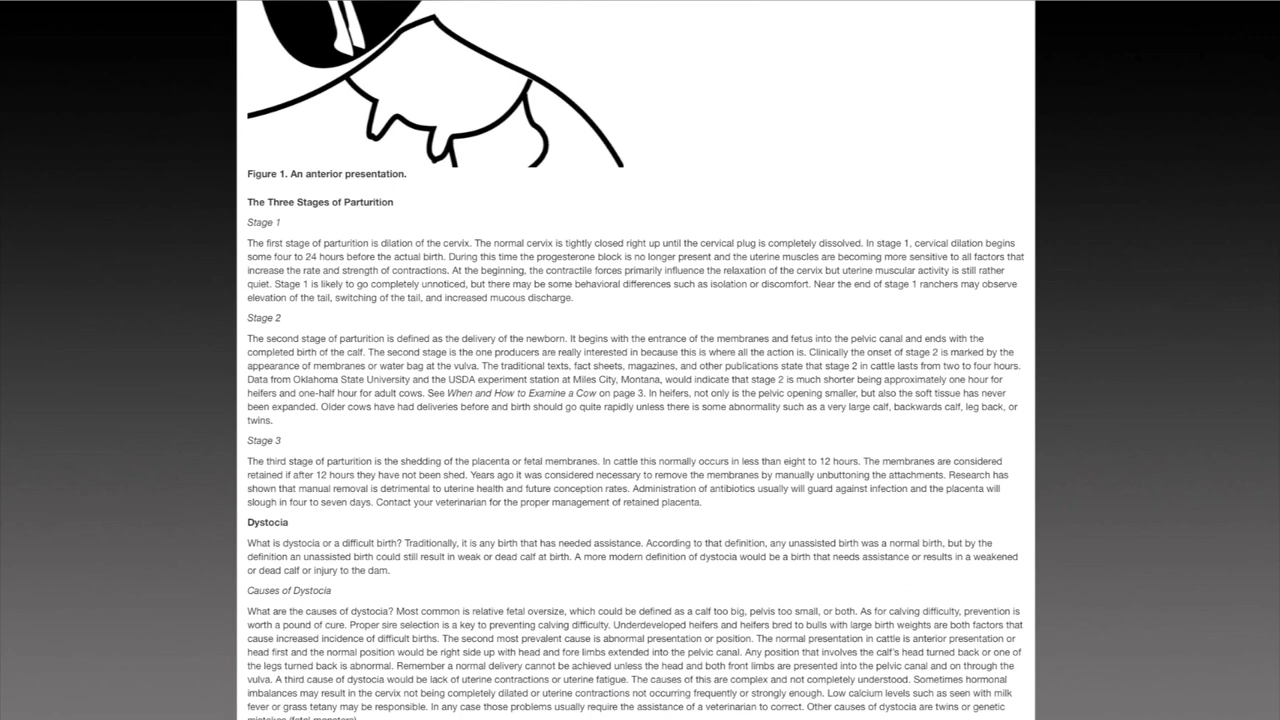 Figure 1. An anterior presentation.
The Three Stages of Parturition
Stage 1
The first stage of parturition is dilation of the cervix. The normal cervix is tightly closed right up until the cervical plug is completely dissolved. In stage 1, cervical dilation begins
some four to 24 hours before the actual birth. During this time the progesterone block is no longer present and the uterine muscles are becoming more sensitive to all factors that
increase the rate and strength of contractions. At the beginning, the contractile forces primarily influence the relaxation of the cervix but uterine muscular activity is still rather
quiet. Stage 1 is likely to go completely unnoticed, but there may be some behavioral differences such as isolation or discomfort. Near the end of stage 1 ranchers may observe
elevation of the tail, switching of the tail, and increased mucous discharge.
Stage 2
The second stage of parturition is defined as the delivery of the newborn. It begins with the entrance of the membranes and fetus into the pelvic canal and ends with the
completed birth of the calf. The second stage is the one producers are really interested in because this is where all the action is. Clinically the onset of stage 2 is marked by the
appearance of membranes or water bag at the vulva. The traditional texts, fact sheets, magazines, and other publications state that stage 2 in cattle lasts from two to four hours.
Data from Oklahoma State University and the USDA experiment station at Miles City, Montana, would indicate that stage 2 is much shorter being approximately one hour for
heifers and one-half hour for adult cows. See When and How to Examine a Cow on page 3. In heifers, not only is the pelvic opening smaller, but also the soft tissue has never
been expanded. Older cows have had deliveries before and birth should go quite rapidly unless there is some abnormality such as a very large calf, backwards calf, leg back, or
twins.
Stage 3
The third stage of parturition is the shedding of the placenta or fetal membranes. In cattle this normally occurs in less than eight to 12 hours. The membranes are considered
retained if after 12 hours they have not been shed. Years ago it was considered necessary to remove the membranes by manually unbuttoning the attachments. Research has
shown that manual removal is detrimental to uterine health and future conception rates. Administration of antibiotics usually will guard against infection and the placenta will
slough in four to seven days. Contact your veterinarian for the proper management of retained placenta.
Dystocia
What is dystocia or a difficult birth? Traditionally, it is any birth that has needed assistance. According to that definition, any unassisted birth was a normal birth, but by the
definition an unassisted birth could still result in weak or dead calf at birth. A more modern definition of dystocia would be a birth that needs assistance or results in a weakened
or dead calf or injury to the dam.
Causes of Dystocia
What are the causes of dystocia? Most common is relative fetal oversize, which could be defined as a calf too big, pelvis too small, or both. As for calving difficulty, prevention is
worth a pound of cure. Proper sire selection is a key to preventing calving difficulty. Underdeveloped heifers and heifers bred to bulls with large birth weights are both factors that
cause increased incidence of difficult births. The second most prevalent cause is abnormal presentation or position. The normal presentation in cattle is anterior presentation or
head first and the normal position would be right side up with head and fore limbs extended into the pelvic canal. Any position that involves the calf's head turned back or one of
the legs turned back is abnormal. Remember a normal delivery cannot be achieved unless the head and both front limbs are presented into the pelvic canal and on through the
vulva. A third cause of dystocia would be lack of uterine contractions or uterine fatigue. The causes of this are complex and not completely understood. Sometimes hormonal
imbalances may result in the cervix not being completely dilated or uterine contractions not occurring frequently or strongly enough. Low calcium levels such as seen with milk
fever or grass tetany may be responsible. In any case those problems usually require the assistance of a veterinarian to correct. Other causes of dystocia are twins or genetic
mistakes (fetal monsters).